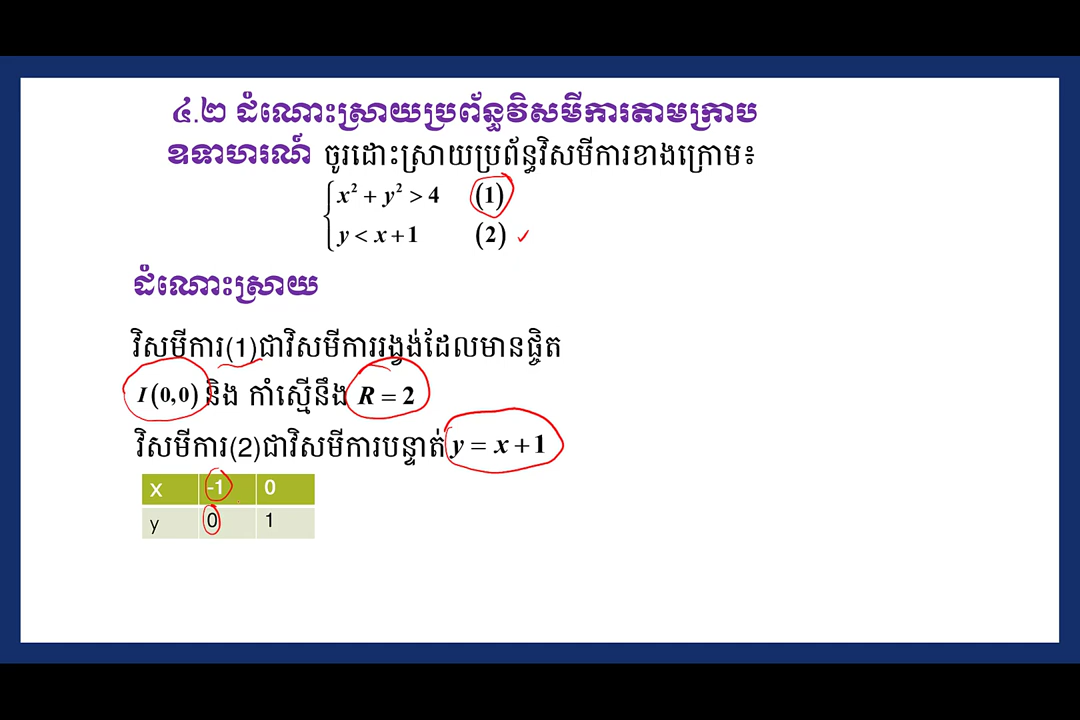 ៤.២ ដំណោះស្រាយប្រព័ន្ធវិសមីការតាមក្រាប
ឧទាហរណ៍ ចូរដោះស្រាយប្រព័ន្ធវិសមីការខាងក្រោម៖
x² + y² > 4 (1)
y < x + 1 (2)
ដំណោះស្រាយ
វិសមីការ(1)ជាវិសមីការរង្វង់ដែលមានផ្ចិត
I(0,0) និង កាំស្មើនឹង R = 2
វិសមីការ(2)ជាវិសមីការបន្ទាត់ y = x + 1
x -1 0
y 0 1